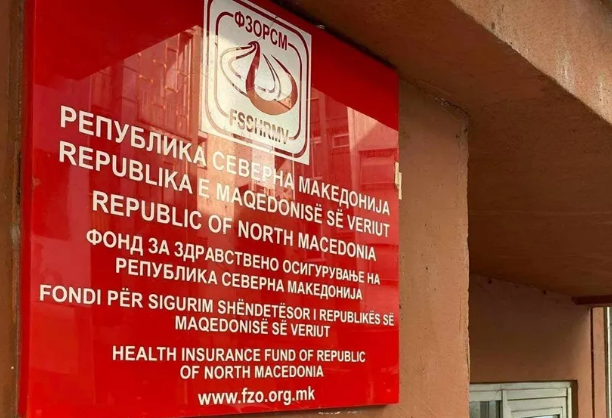 ФЗОРСМ
FSSHRMV
РЕПУБЛИКА СЕВЕРНА МАКЕДОНИЈА
REPUBLIKA E MAQEDONISË SË VERIUT
REPUBLIC OF NORTH MACEDONIA
ФОНД ЗА ЗДРАВСТВЕНО ОСИГУРУВАЊЕ НА
РЕПУБЛИКА СЕВЕРНА МАКЕДОНИЈА
FONDI PËR SIGURIM SHËNDETËSOR I REPUBLIKËS SË
MAQEDONISË SË VERIUT
HEALTH INSURANCE FUND OF REPUBLIC
OF NORTH MACEDONIA
www.fzo.org.mk